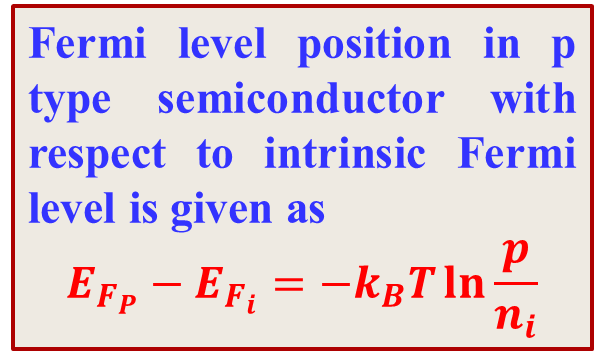 Fermi level position in p
type semiconductor with
respect to intrinsic Fermi
level is given as
$E_{F_P} - E_{F_i} = -k_B T \ln \frac{p}{n_i}$